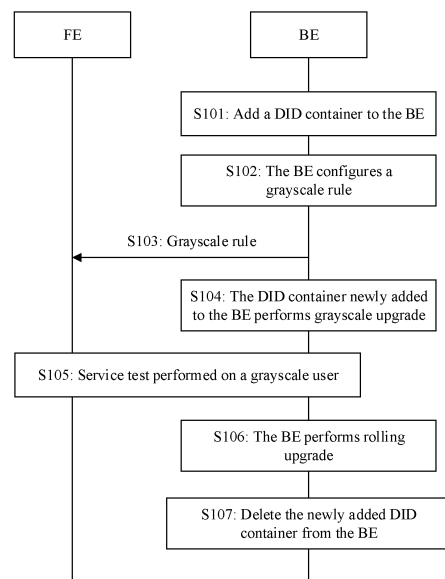 FE
BE
S101: Add a DID container to the BE
S102: The BE configures a
grayscale rule
S103: Grayscale rule
S104: The DID container newly added
to the BE performs grayscale upgrade
S105: Service test performed on a grayscale user
S106: The BE performs rolling
upgrade
S107: Delete the newly added DID
container from the BE